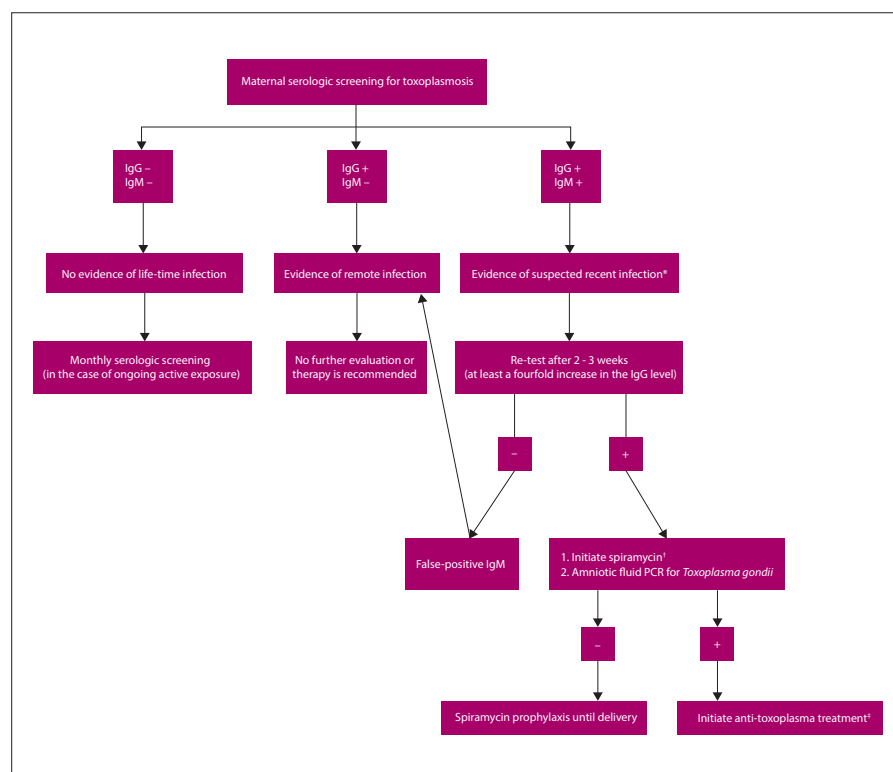 Maternal serologic screening for toxoplasmosis
IgG –
IgM –
IgG +
IgM –
IgG +
IgM +
No evidence of life-time infection
Evidence of remote infection
Evidence of suspected recent infection*
Monthly serologic screening
(in the case of ongoing active exposure)
No further evaluation or
therapy is recommended
Re-test after 2 - 3 weeks
(at least a fourfold increase in the IgG level)
–
+
False-positive IgM
1. Initiate spiramycin†
2. Amniotic fluid PCR for Toxoplasma gondii
–
+
Spiramycin prophylaxis until delivery
Initiate anti-toxoplasma treatment‡